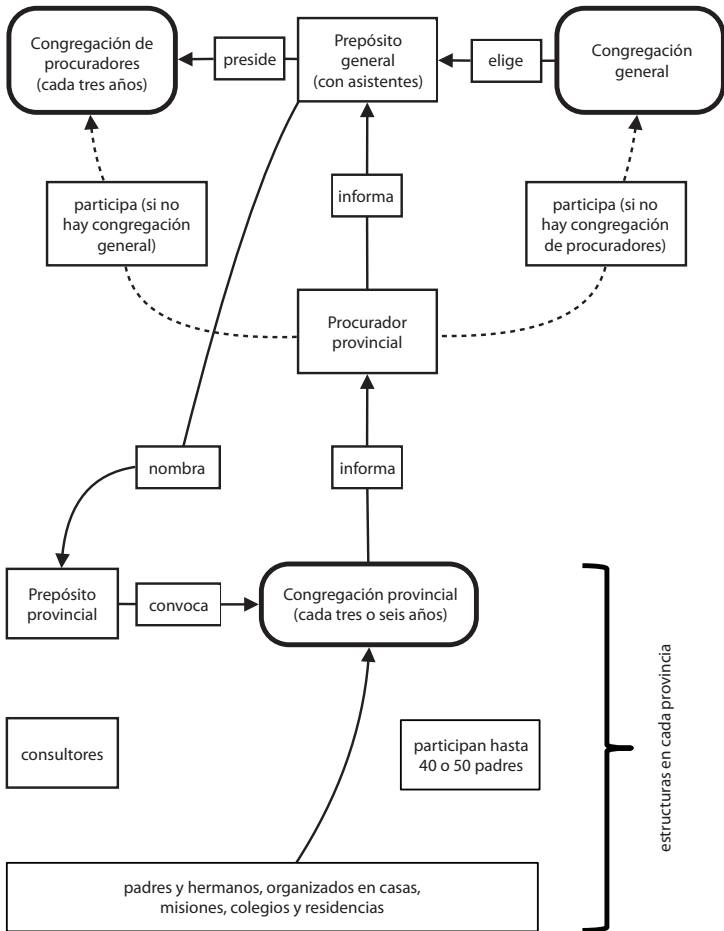 Congregación de
procuradores
(cada tres años)
preside
Prepósito
general
(con asistentes)
elige
Congregación
general
participa (si no
hay congregación
general)
informa
participa (si no
hay congregación
de procuradores)
Procurador
provincial
nombra
informa
Prepósito
provincial
convoca
Congregación provincial
(cada tres o seis años)
estructuras en cada provincia
consultores
participan hasta
40 o 50 padres
padres y hermanos, organizados en casas,
misiones, colegios y residencias